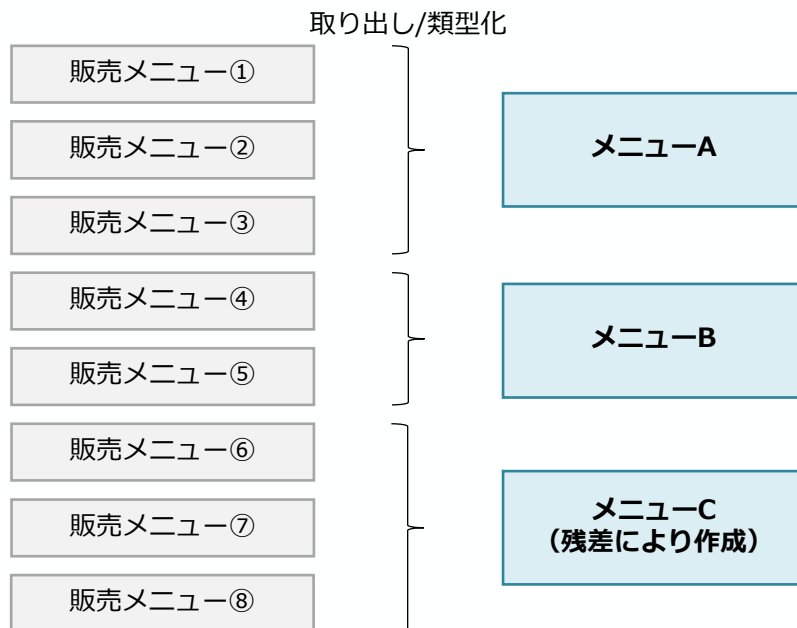 取り出し/類型化
販売メニュー①
販売メニュー②
販売メニュー③
販売メニュー④
販売メニュー⑤
販売メニュー⑥
販売メニュー⑦
販売メニュー⑧
メニューA
メニューB
メニューC
（残差により作成）